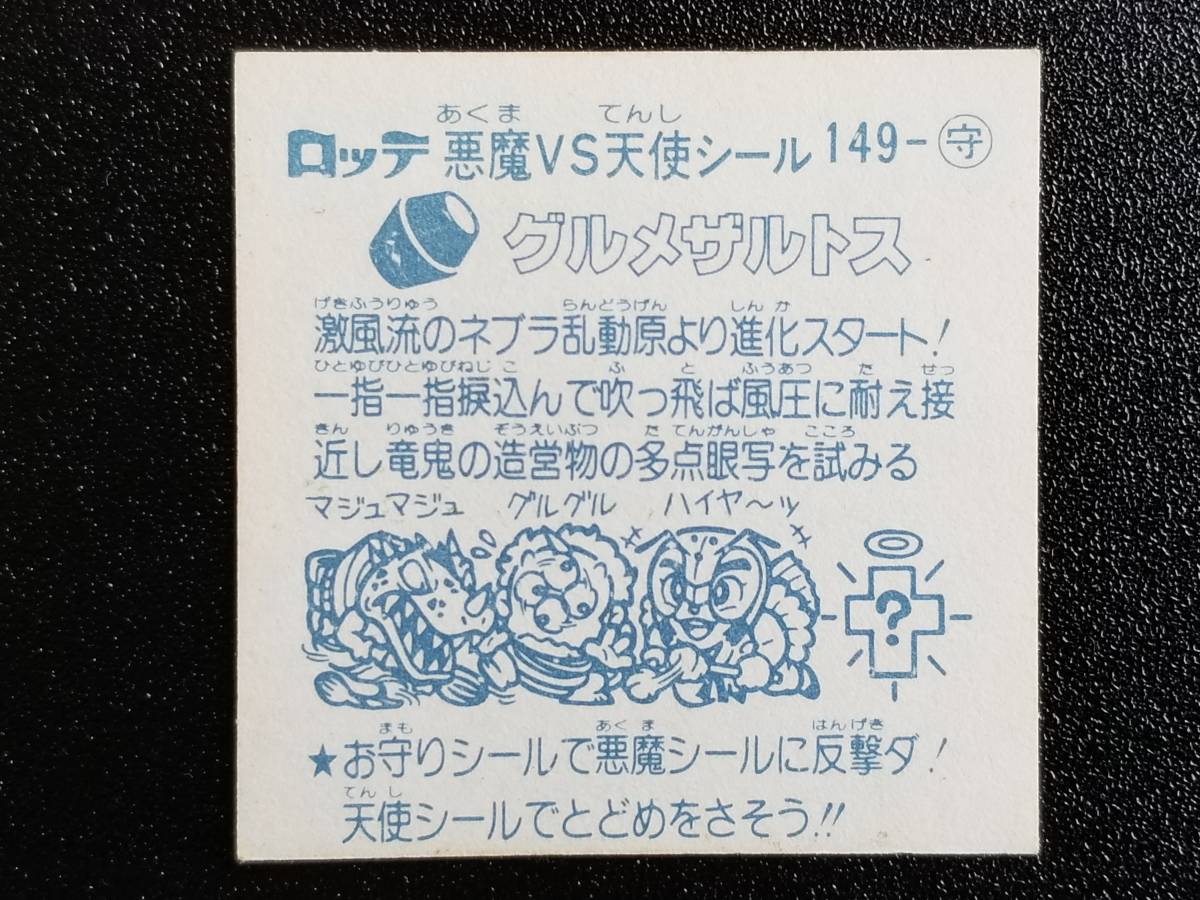 あくま てんし
ロッテ 悪魔VS天使シール 149-守
グルメザルトス
げきふうりゅう らんどうげん しんか
激風流のネブラ乱動原より進化スタート!
ひとゆびひとゆびねじこ ふ と ふうあつ た せっ
一指一指捩込んで吹っ飛ば風圧に耐え接
きん りゅうき ぞうえいぶつ た てんがんしゃ こころ
近し竜鬼の造営物の多点眼写を試みる
マジュマジュ グルグル ハイヤ〜ッ
?
まも あくま はんげき
★お守りシールで悪魔シールに反撃ダ!
てんし
天使シールでとどめをさそう!!